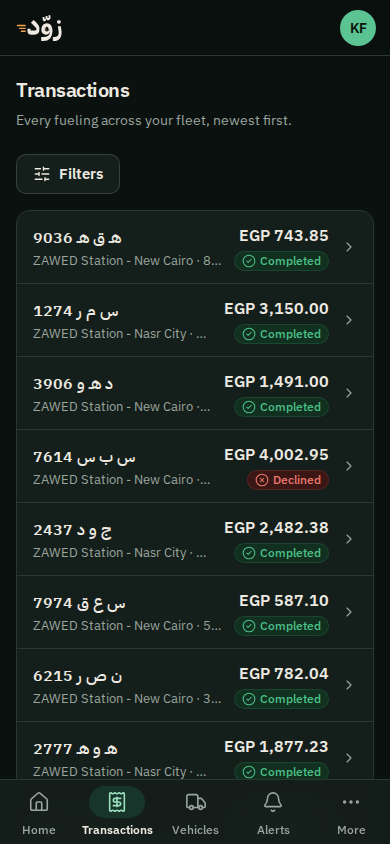 زوّد
KF
Transactions
Every fueling across your fleet, newest first.
Filters
9036 هـ ق هـ
EGP 743.85
ZAWED Station - New Cairo · 8...
Completed
1274 س م ر
EGP 3,150.00
ZAWED Station - Nasr City · ...
Completed
3906 د هـ و
EGP 1,491.00
ZAWED Station - New Cairo ·...
Completed
7614 س ب س
EGP 4,002.95
ZAWED Station - New Cairo ·...
Declined
2437 ج و د
EGP 2,482.38
ZAWED Station - Nasr City · ...
Completed
7974 س ع ق
EGP 587.10
ZAWED Station - New Cairo · 5...
Completed
6215 ن ص ر
EGP 782.04
ZAWED Station - New Cairo · 3...
Completed
2777 هـ و هـ
EGP 1,877.23
ZAWED Station - Nasr City · ...
Completed
Home
Transactions
Vehicles
Alerts
More